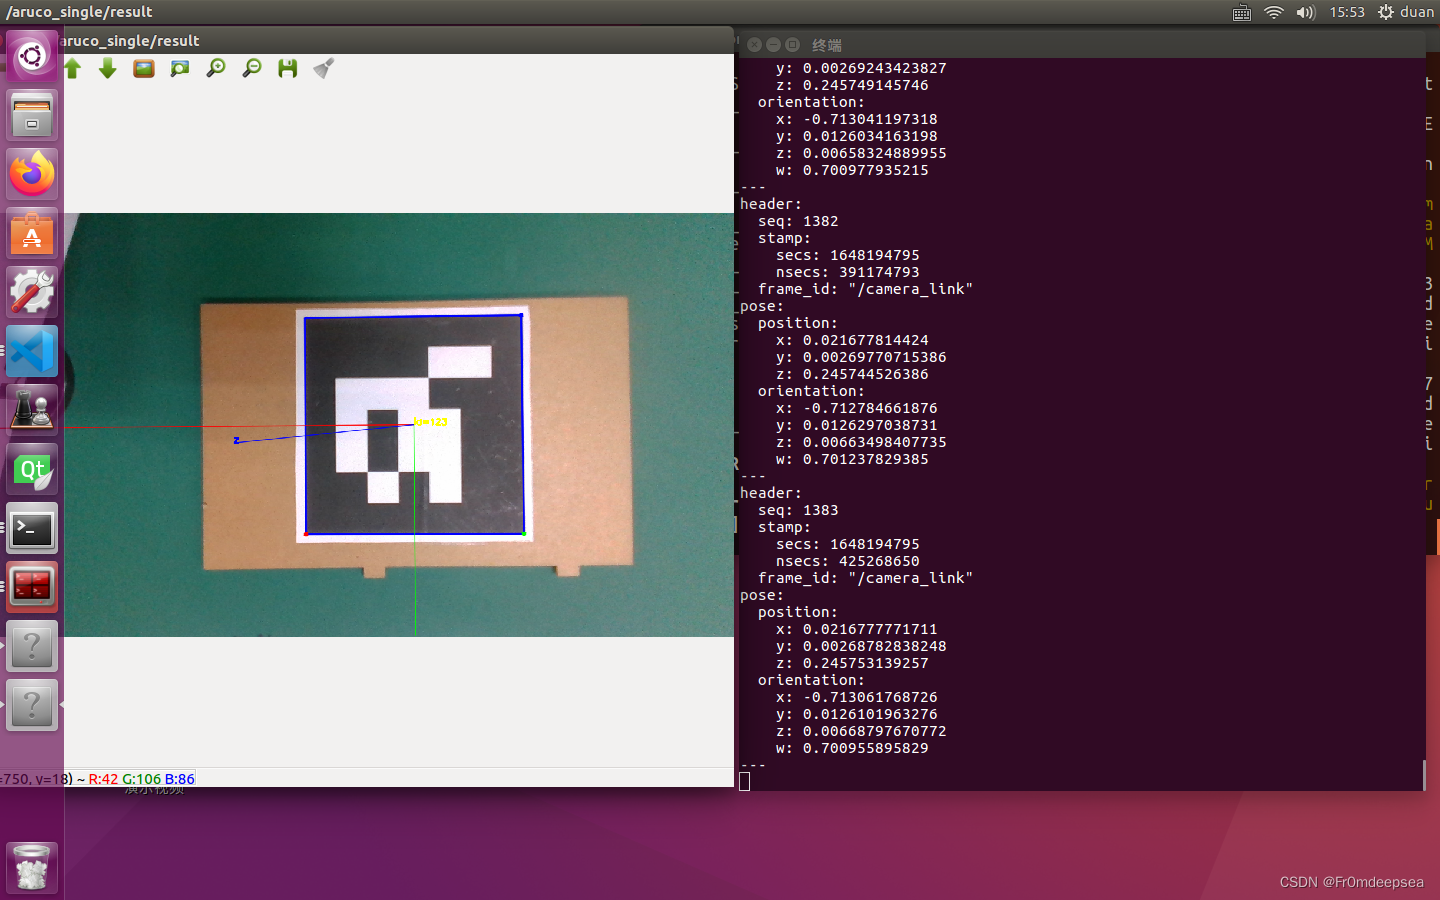 /aruco_single/result
15:53
duan
aruco_single/result
z
id=123
=750, y=18) ~ R:42 G:106 B:86
演示视频
终端
y: 0.00269243423827
z: 0.245749145746
orientation:
x: -0.713041197318
y: 0.0126034163198
z: 0.00658324889955
w: 0.700977935215
---
header:
seq: 1382
stamp:
secs: 1648194795
nsecs: 391174793
frame_id: "/camera_link"
pose:
position:
x: 0.021677814424
y: 0.00269770715386
z: 0.245744526386
orientation:
x: -0.712784661876
y: 0.0126297038731
z: 0.00663498407735
w: 0.701237829385
---
header:
seq: 1383
stamp:
secs: 1648194795
nsecs: 425268650
frame_id: "/camera_link"
pose:
position:
x: 0.0216777771711
y: 0.00268782838248
z: 0.245753139257
orientation:
x: -0.713061768726
y: 0.0126101963276
z: 0.00668797670772
w: 0.700955895829
---
CSDN @Fr0mdeepsea